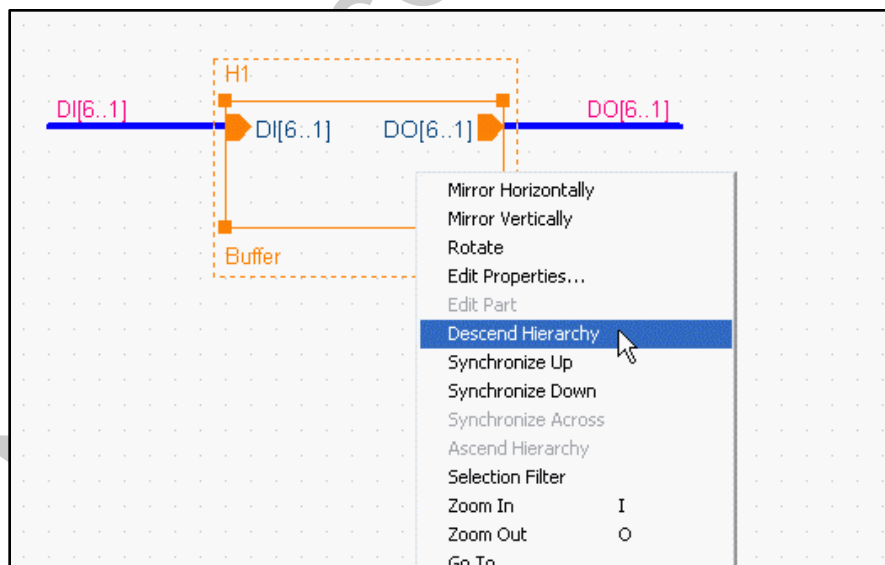 H1
DI[6..1]
DO[6..1]
DI[6..1]
DO[6..1]
Buffer
Mirror Horizontally
Mirror Vertically
Rotate
Edit Properties...
Edit Part
Descend Hierarchy
Synchronize Up
Synchronize Down
Synchronize Across
Ascend Hierarchy
Selection Filter
Zoom In I
Zoom Out O
Go To